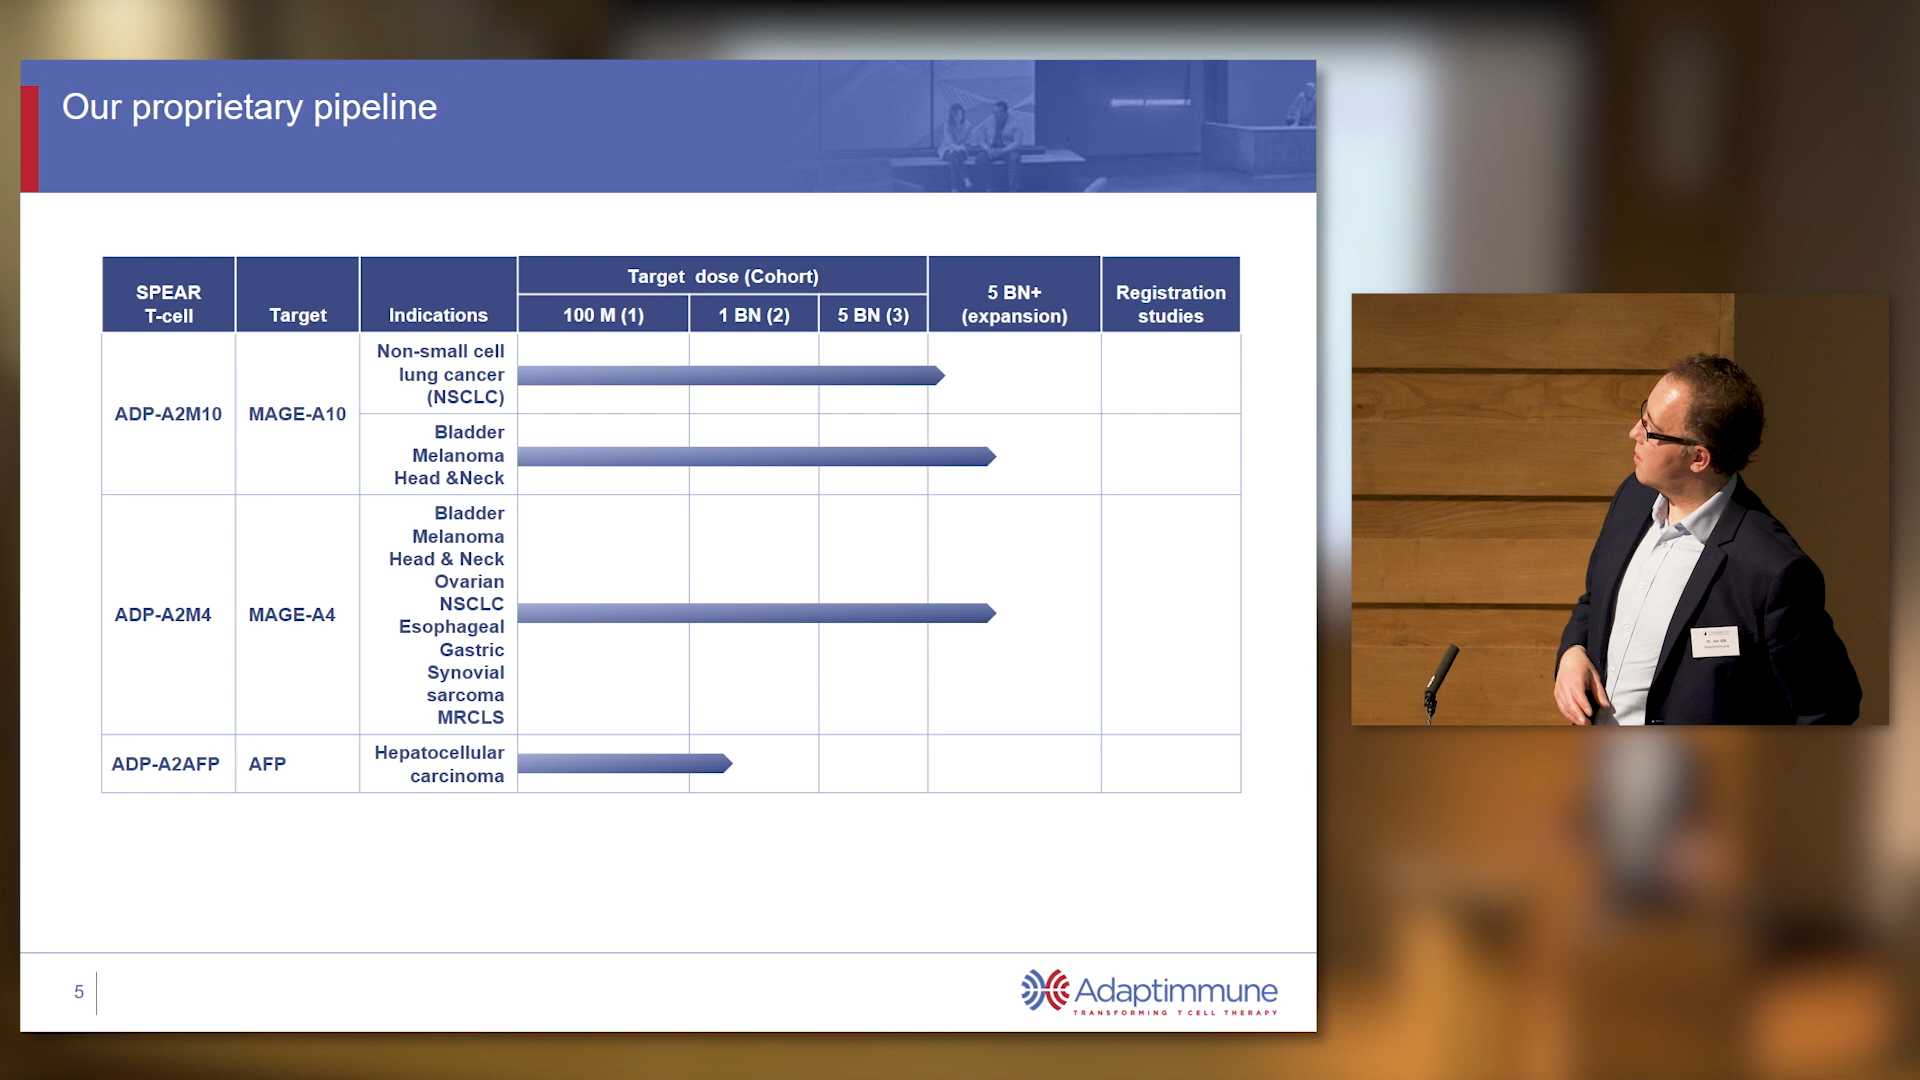 Our proprietary pipeline
SPEAR
T-cell
Target
Indications
Target dose (Cohort)
100 M (1)
1 BN (2)
5 BN (3)
5 BN+
(expansion)
Registration
studies
ADP-A2M10
MAGE-A10
Non-small cell
lung cancer
(NSCLC)
Bladder
Melanoma
Head &Neck
ADP-A2M4
MAGE-A4
Bladder
Melanoma
Head & Neck
Ovarian
NSCLC
Esophageal
Gastric
Synovial
sarcoma
MRCLS
ADP-A2AFP
AFP
Hepatocellular
carcinoma
5
Adaptimmune
TRANSFORMING T CELL THERAPY
Adaptimmune